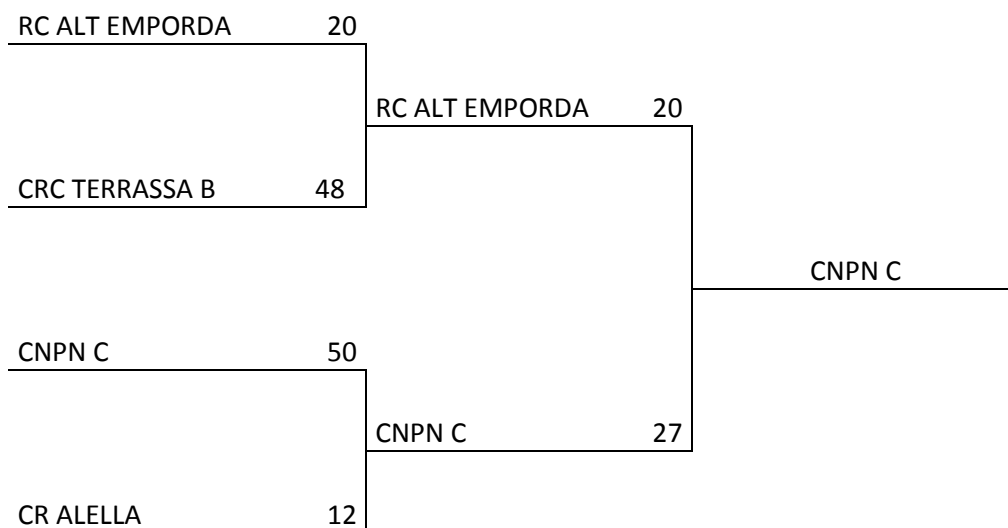 RC ALT EMPORDA 20
RC ALT EMPORDA 20
CRC TERRASSA B 48
CNPN C
CNPN C 50
CNPN C 27
CR ALELLA 12